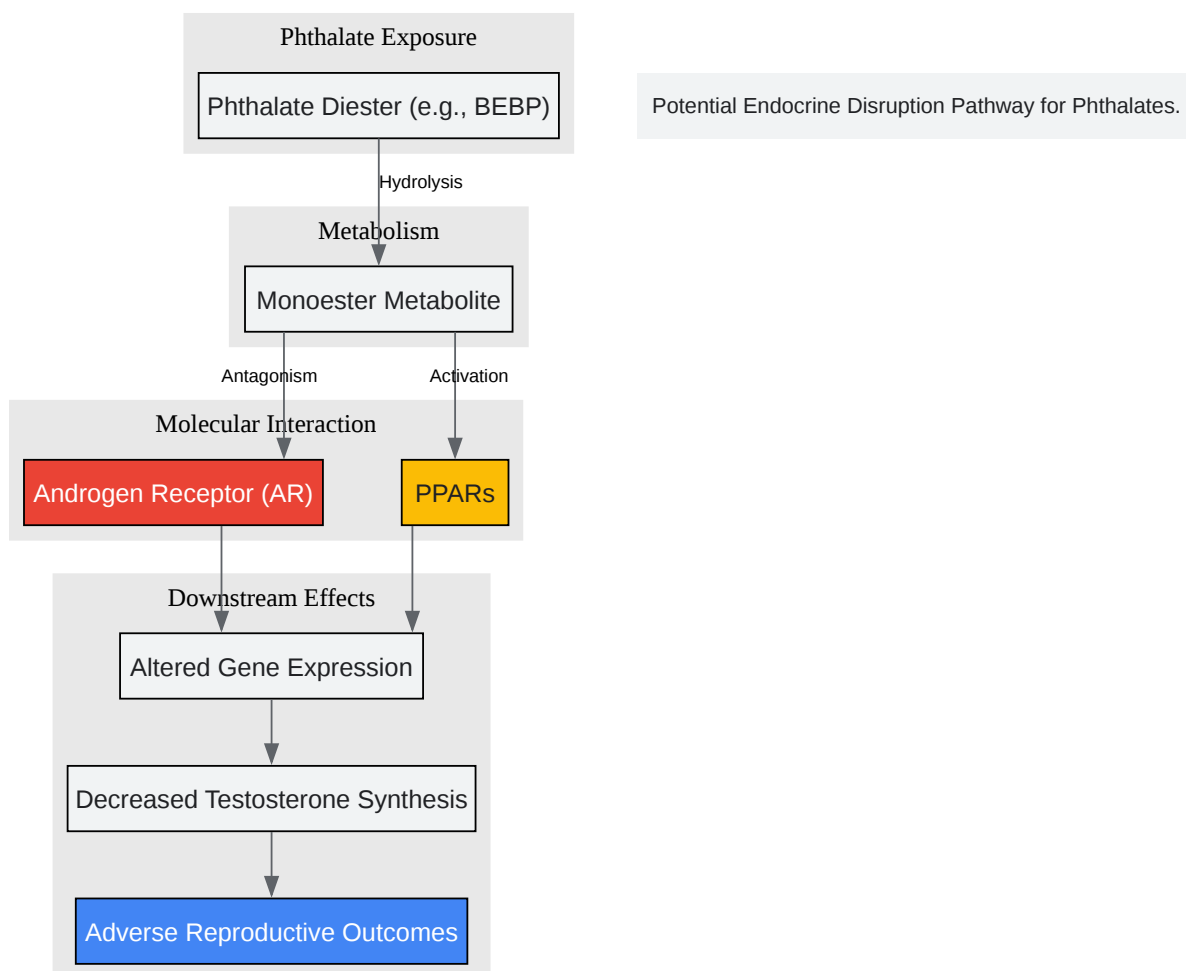 Phthalate Exposure
Phthalate Diester (e.g., BEBP)
Potential Endocrine Disruption Pathway for Phthalates.
Hydrolysis
Metabolism
Monoester Metabolite
Antagonism
Activation
Molecular Interaction
Androgen Receptor (AR)
PPARs
Downstream Effects
Altered Gene Expression
Decreased Testosterone Synthesis
Adverse Reproductive Outcomes